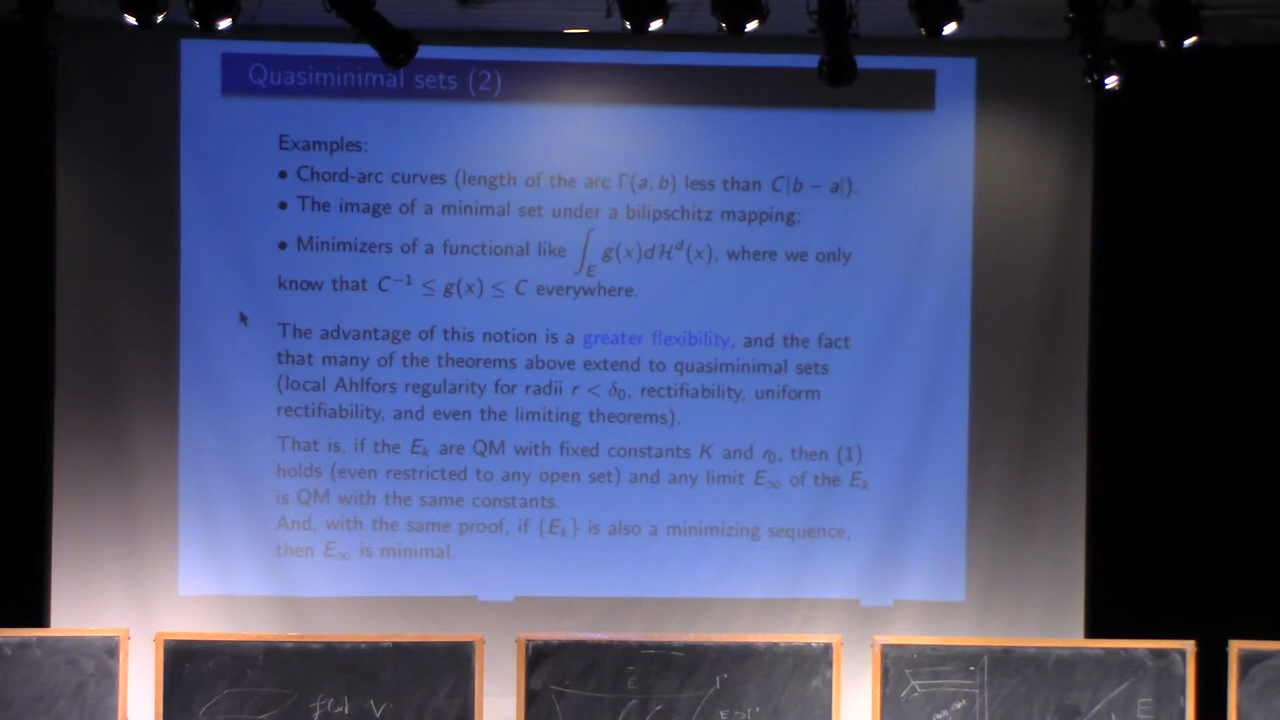 Quasiminimal sets (2)
Examples:
• Chord-arc curves (length of the arc Γ(a, b) less than C|b − a|).
• The image of a minimal set under a bilipschitz mapping;
• Minimizers of a functional like ∫_E g(x)dℋ^d(x), where we only
know that C^{−1} ≤ g(x) ≤ C everywhere.
The advantage of this notion is a greater flexibility, and the fact
that many of the theorems above extend to quasiminimal sets
(local Ahlfors regularity for radii r < δ_0, rectifiability, uniform
rectifiability, and even the limiting theorems).
That is, if the E_k are QM with fixed constants K and r_0, then (1)
holds (even restricted to any open set) and any limit E_∞ of the E_k
is QM with the same constants.
And, with the same proof, if {E_k} is also a minimizing sequence,
then E_∞ is minimal.
fluid V
E
Γ
E